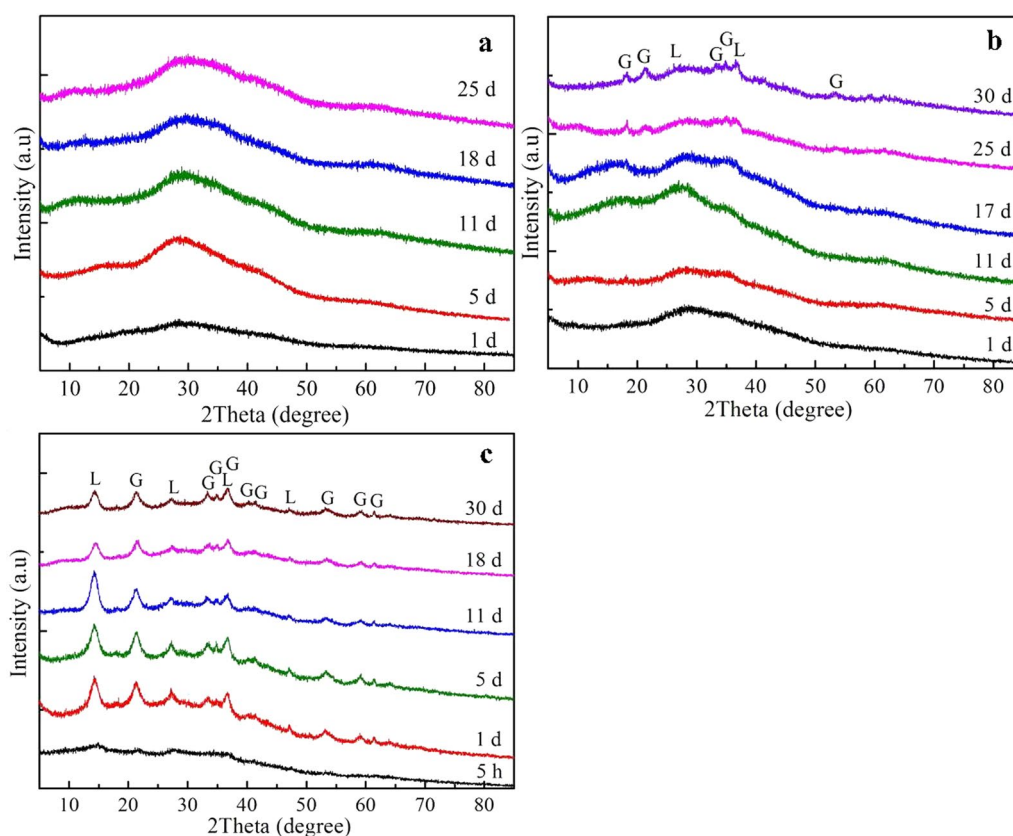 a
25 d
18 d
11 d
5 d
1 d
Intensity (a.u)
10 20 30 40 50 60 70 80
2Theta (degree)
b
G G L G G L G
30 d
25 d
17 d
11 d
5 d
1 d
Intensity (a.u)
10 20 30 40 50 60 70 80
2Theta (degree)
c
L G L G G G L G G L G G G
30 d
18 d
11 d
5 d
1 d
5 h
Intensity (a.u)
10 20 30 40 50 60 70 80
2Theta (degree)